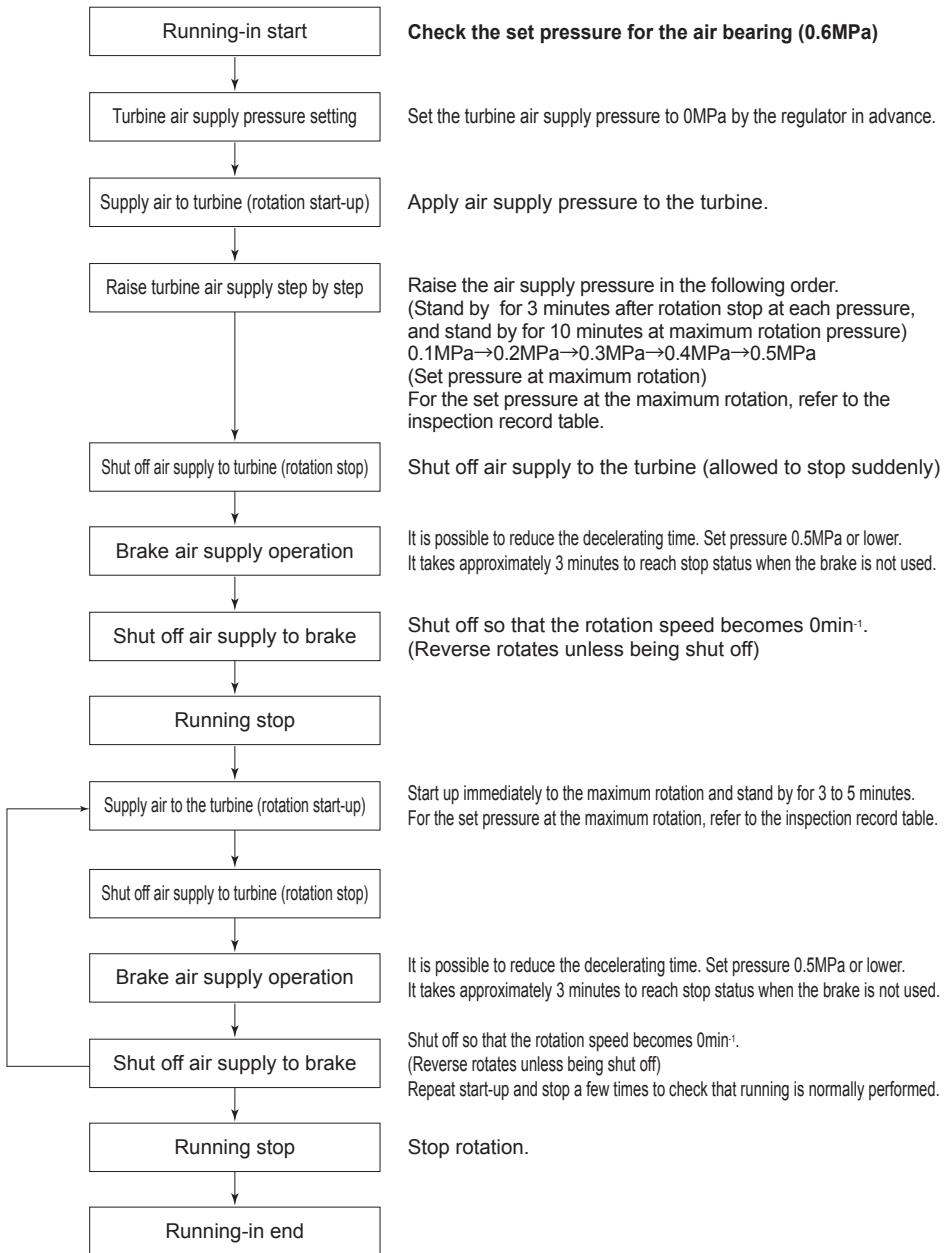 Running-in start
Check the set pressure for the air bearing (0.6MPa)
Turbine air supply pressure setting
Set the turbine air supply pressure to 0MPa by the regulator in advance.
Supply air to turbine (rotation start-up)
Apply air supply pressure to the turbine.
Raise turbine air supply step by step
Raise the air supply pressure in the following order.
(Stand by for 3 minutes after rotation stop at each pressure,
and stand by for 10 minutes at maximum rotation pressure)
0.1MPa→0.2MPa→0.3MPa→0.4MPa→0.5MPa
(Set pressure at maximum rotation)
For the set pressure at the maximum rotation, refer to the
inspection record table.
Shut off air supply to turbine (rotation stop)
Shut off air supply to the turbine (allowed to stop suddenly)
Brake air supply operation
It is possible to reduce the decelerating time. Set pressure 0.5MPa or lower.
It takes approximately 3 minutes to reach stop status when the brake is not used.
Shut off air supply to brake
Shut off so that the rotation speed becomes 0min⁻¹.
(Reverse rotates unless being shut off)
Running stop
Supply air to the turbine (rotation start-up)
Start up immediately to the maximum rotation and stand by for 3 to 5 minutes.
For the set pressure at the maximum rotation, refer to the inspection record table.
Shut off air supply to turbine (rotation stop)
Brake air supply operation
It is possible to reduce the decelerating time. Set pressure 0.5MPa or lower.
It takes approximately 3 minutes to reach stop status when the brake is not used.
Shut off air supply to brake
Shut off so that the rotation speed becomes 0min⁻¹.
(Reverse rotates unless being shut off)
Repeat start-up and stop a few times to check that running is normally performed.
Running stop
Stop rotation.
Running-in end